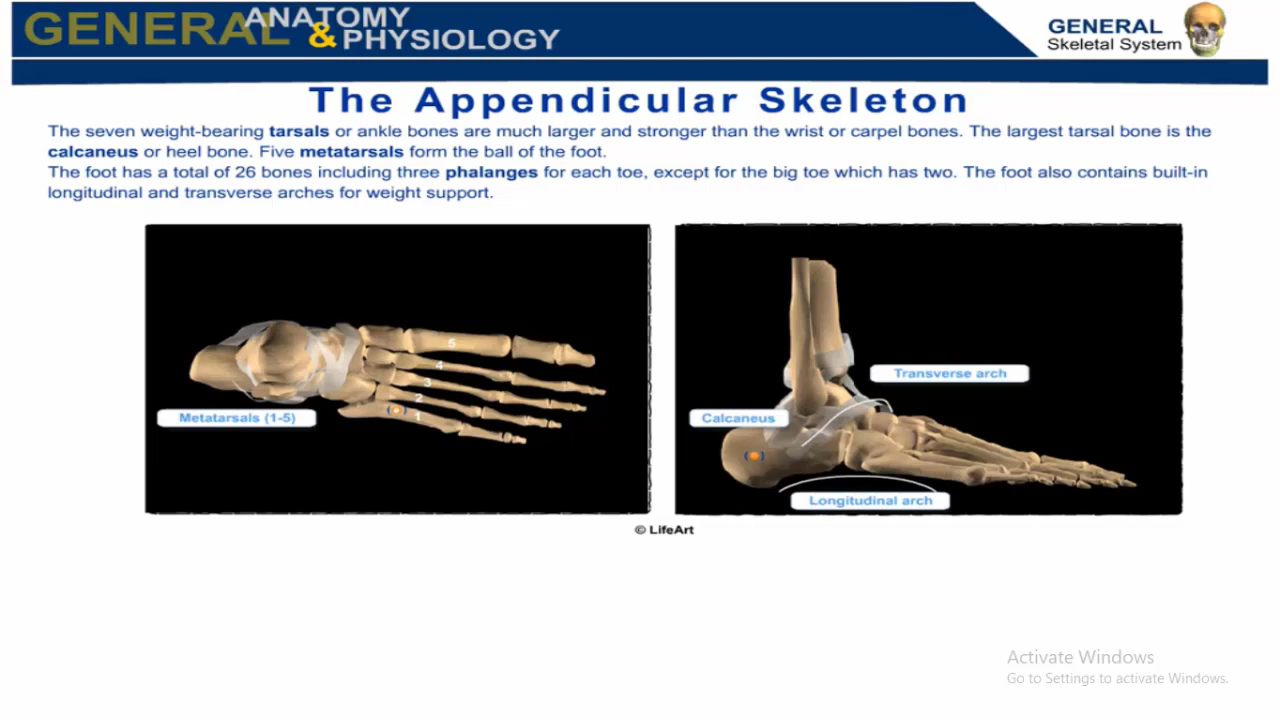 GENERAL ANATOMY
& PHYSIOLOGY
GENERAL
Skeletal System
The Appendicular Skeleton
The seven weight-bearing tarsals or ankle bones are much larger and stronger than the wrist or carpel bones. The largest tarsal bone is the
calcaneus or heel bone. Five metatarsals form the ball of the foot.
The foot has a total of 26 bones including three phalanges for each toe, except for the big toe which has two. The foot also contains built-in
longitudinal and transverse arches for weight support.
5
4
3
2
1
Metatarsals (1-5)
Transverse arch
Calcaneus
Longitudinal arch
© LifeArt
Activate Windows
Go to Settings to activate Windows.